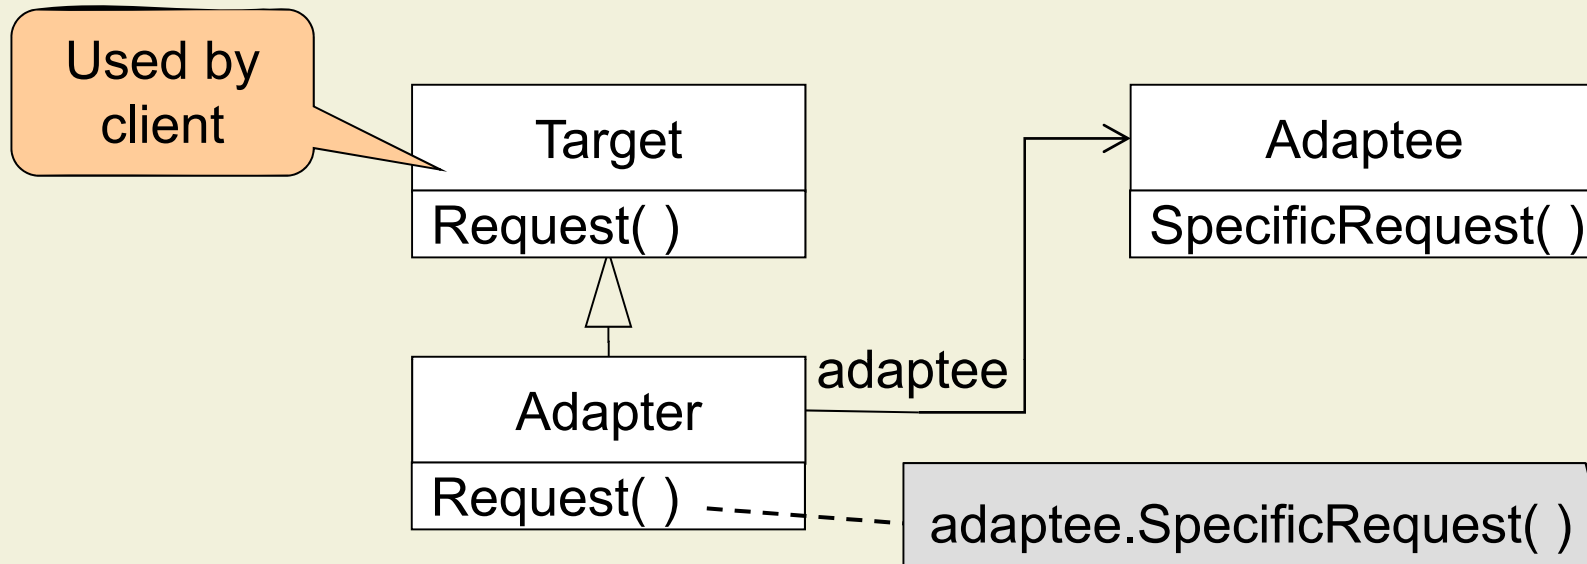 Used by
client
Target
Request( )
Adaptee
SpecificRequest( )
adaptee
Adapter
Request( )
adaptee.SpecificRequest( )